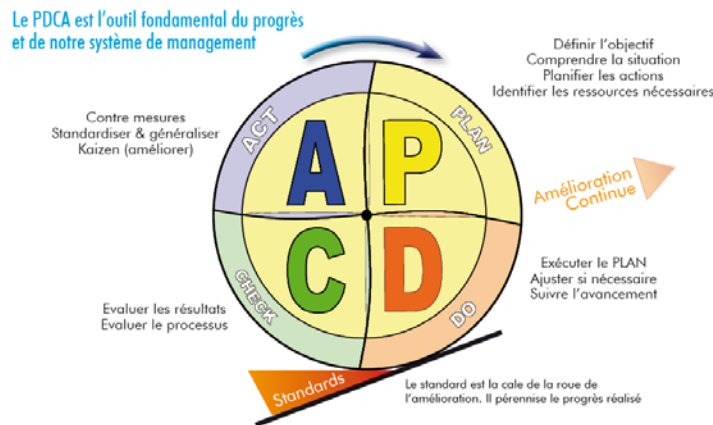 Le PDCA est l'outil fondamental du progrès
et de notre système de management
Définir l'objectif
Comprendre la situation
Planifier les actions
Identifier les ressources nécessaires
Contre mesures
Standardiser & généraliser
Kaizen (améliorer)
ACT
PLAN
A
P
Amélioration
Continue
C
D
CHECK
DO
Exécuter le PLAN
Ajuster si nécessaire
Suivre l'avancement
Evaluer les résultats
Evaluer le processus
Standards
Le standard est la cale de la roue de
l'amélioration. Il pérennise le progrès réalisé